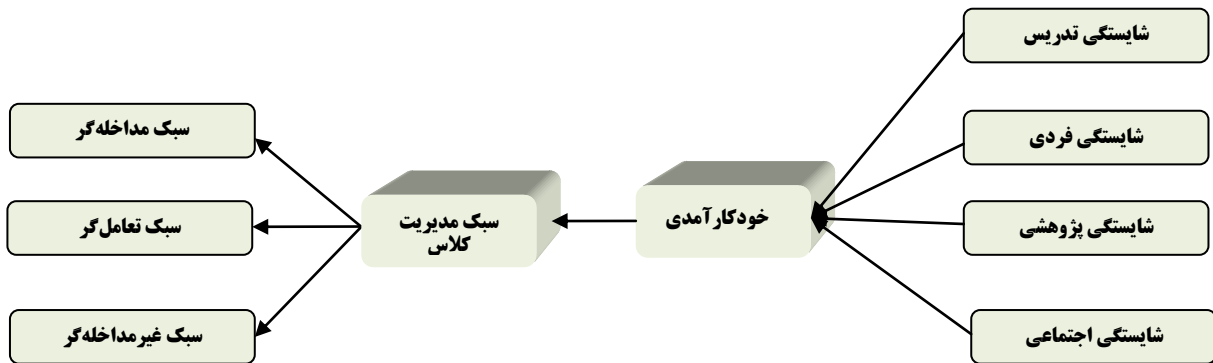 شایستگی تدریس
شایستگی فردی
شایستگی پژوهشی
شایستگی اجتماعی
خودکارآمدی
سبک مدیریت
کلاس
سبک مداخله‌گر
سبک تعامل‌گر
سبک غیرمداخله‌گر